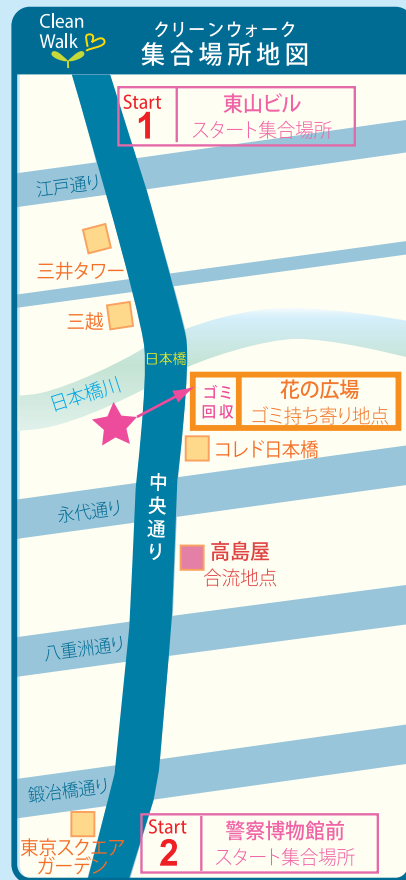 Clean
Walk
クリーンウォーク
集合場所地図
Start
1
東山ビル
スタート集合場所
江戸通り
三井タワー
三越
日本橋
日本橋川
ゴミ
回収
花の広場
ゴミ持ち寄り地点
コレド日本橋
中央通り
永代通り
高島屋
合流地点
八重洲通り
鍛冶橋通り
東京スクエア
ガーデン
Start
2
警察博物館前
スタート集合場所